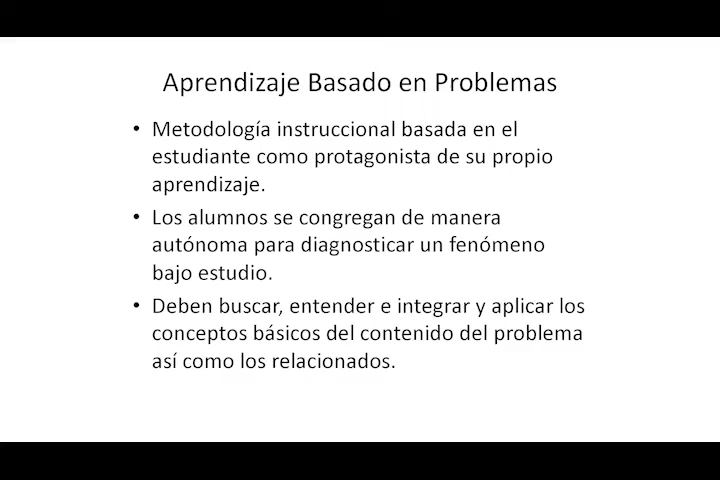 Aprendizaje Basado en Problemas
• Metodología instruccional basada en el
estudiante como protagonista de su propio
aprendizaje.
• Los alumnos se congregan de manera
autónoma para diagnosticar un fenómeno
bajo estudio.
• Deben buscar, entender e integrar y aplicar los
conceptos básicos del contenido del problema
así como los relacionados.